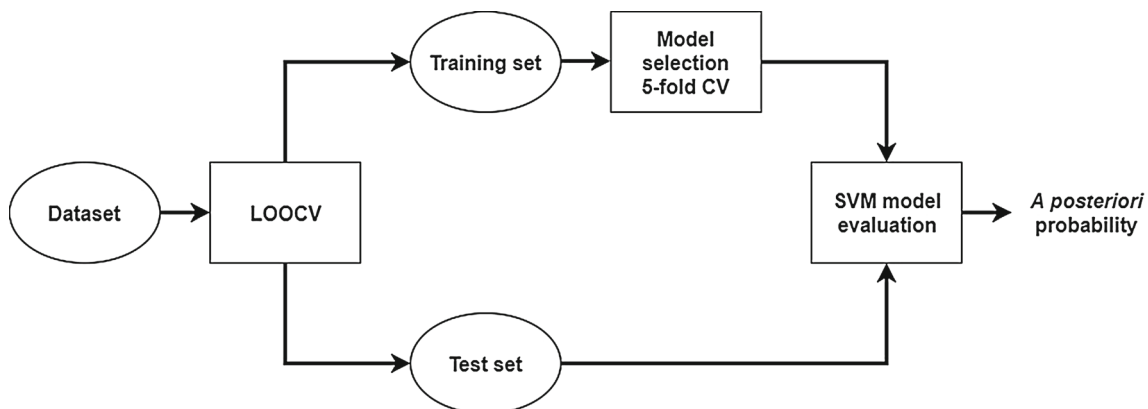 Training set
Model
selection
5-fold CV
Dataset
LOOCV
SVM model
evaluation
A posteriori
probability
Test set